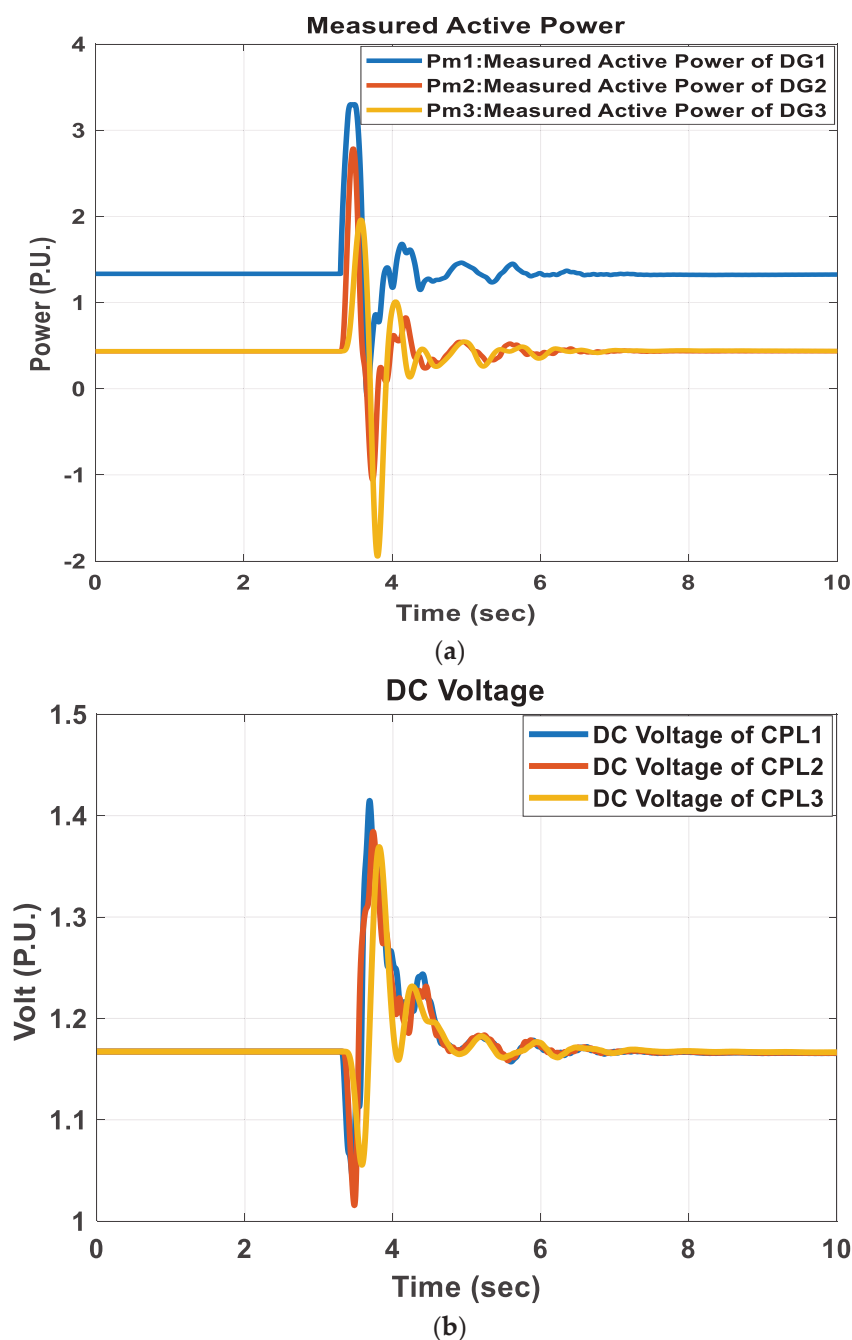 Measured Active Power
4
3
2
1
0
-1
-2
Power (P.U.)
Pm1:Measured Active Power of DG1
Pm2:Measured Active Power of DG2
Pm3:Measured Active Power of DG3
0 2 4 6 8 10
Time (sec)
(a)
DC Voltage
1.5
1.4
1.3
1.2
1.1
1
Volt (P.U.)
DC Voltage of CPL1
DC Voltage of CPL2
DC Voltage of CPL3
0 2 4 6 8 10
Time (sec)
(b)